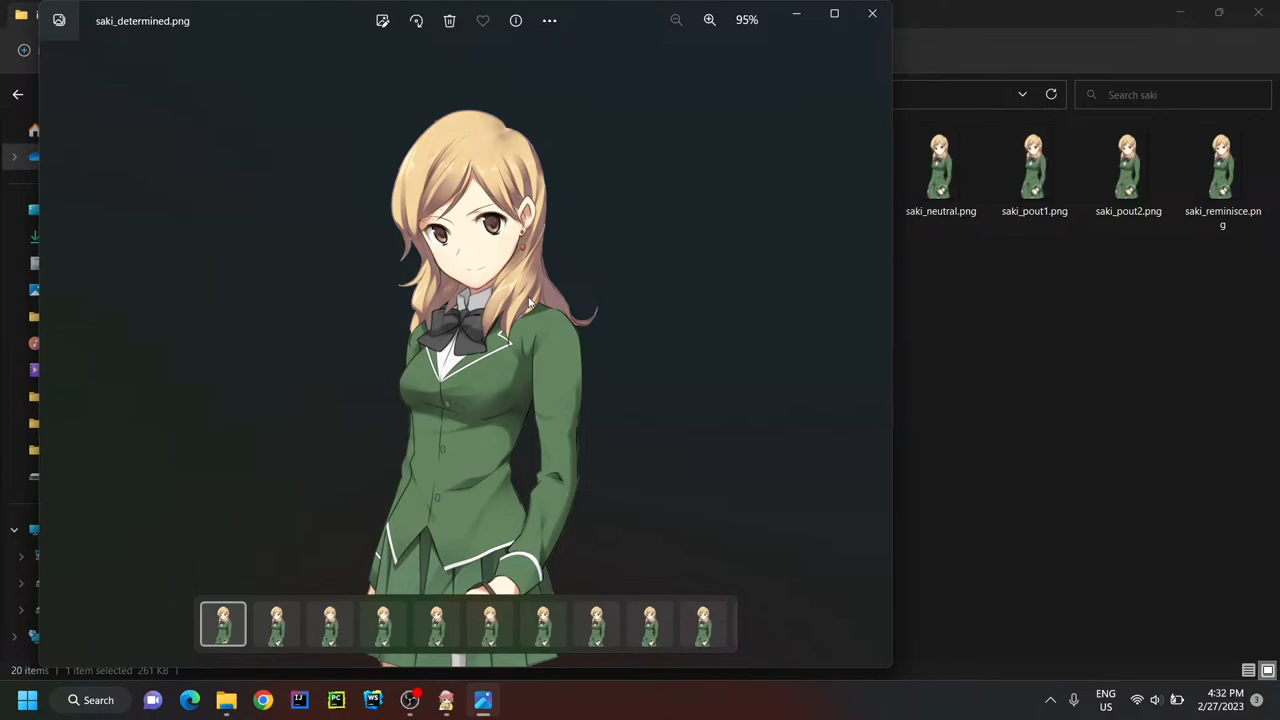 saki_determined.png
95%
Search saki
saki_neutral.png
saki_pout1.png
saki_pout2.png
saki_reminisce.pn
g
20 items
1 item selected 261 KB
Search
ENG
US
4:32 PM
2/27/2023
3